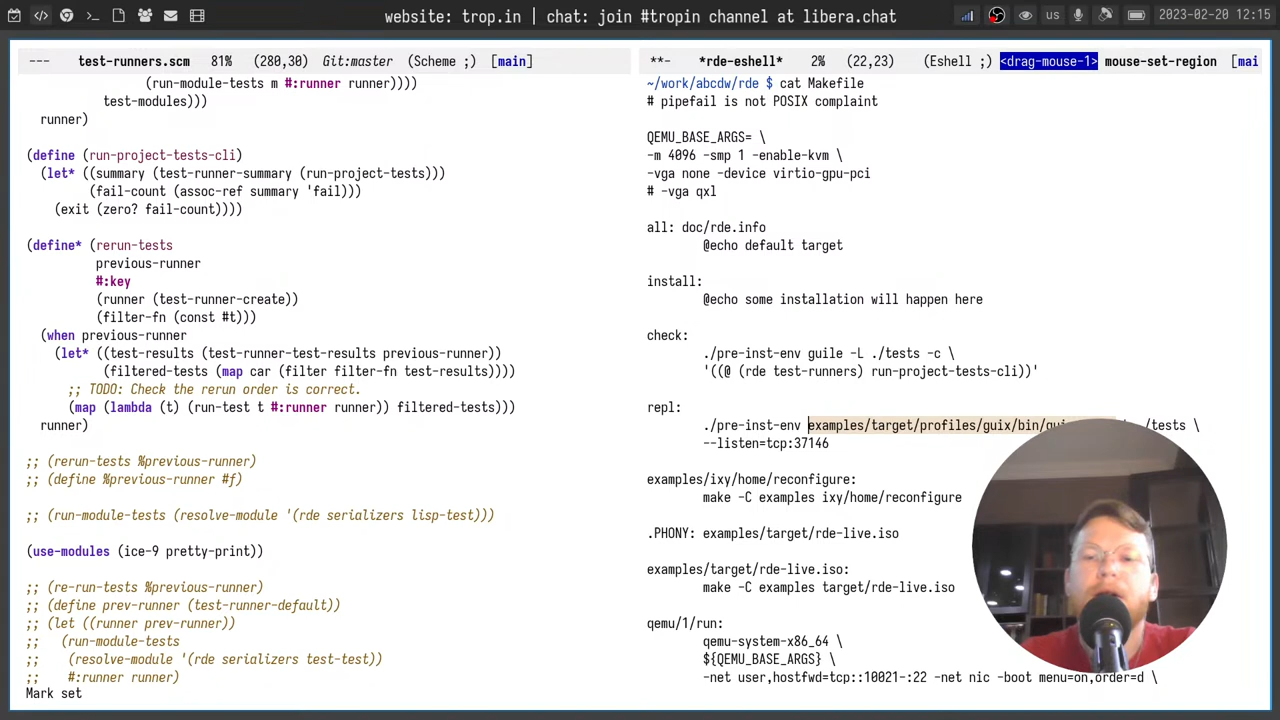 website: trop.in | chat: join #tropin channel at libera.chat
us
2023-02-20 12:15
--- test-runners.scm 81% (280,30) Git:master (Scheme ;) [main]
(run-module-tests m #:runner runner))))
test-modules)))
runner)
(define (run-project-tests-cli)
(let* ((summary (test-runner-summary (run-project-tests)))
(fail-count (assoc-ref summary 'fail)))
(exit (zero? fail-count))))
(define* (rerun-tests
previous-runner
#:key
(runner (test-runner-create))
(filter-fn (const #t)))
(when previous-runner
(let* ((test-results (test-runner-test-results previous-runner))
(filtered-tests (map car (filter filter-fn test-results))))
;; TODO: Check the rerun order is correct.
(map (lambda (t) (run-test t #:runner runner)) filtered-tests)))
runner)
;; (rerun-tests %previous-runner)
;; (define %previous-runner #f)
;; (run-module-tests (resolve-module '(rde serializers lisp-test)))
(use-modules (ice-9 pretty-print))
;; (re-run-tests %previous-runner)
;; (define prev-runner (test-runner-default))
;; (let ((runner prev-runner))
;; (run-module-tests
;; (resolve-module '(rde serializers test-test))
;; #:runner runner)
Mark set
**- *rde-eshell* 2% (22,23) (Eshell ;) <drag-mouse-1> mouse-set-region [mai
~/work/abcdw/rde $ cat Makefile
# pipefail is not POSIX complaint
QEMU_BASE_ARGS= \
-m 4096 -smp 1 -enable-kvm \
-vga none -device virtio-gpu-pci
# -vga qxl
all: doc/rde.info
@echo default target
install:
@echo some installation will happen here
check:
./pre-inst-env guile -L ./tests -c \
'((@ (rde test-runners) run-project-tests-cli))'
repl:
./pre-inst-env examples/target/profiles/guix/bin/gui /tests \
--listen=tcp:37146
examples/ixy/home/reconfigure:
make -C examples ixy/home/reconfigure
.PHONY: examples/target/rde-live.iso
examples/target/rde-live.iso:
make -C examples target/rde-live.iso
qemu/1/run:
qemu-system-x86_64 \
${QEMU_BASE_ARGS} \
-net user,hostfwd=tcp::10021-:22 -net nic -boot menu=on,order=d \